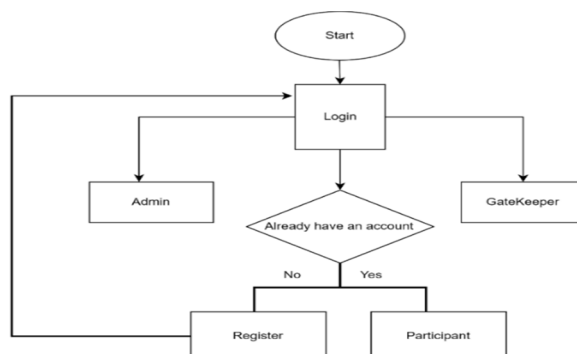 Start
Login
Admin
GateKeeper
Already have an account
No
Yes
Register
Participant